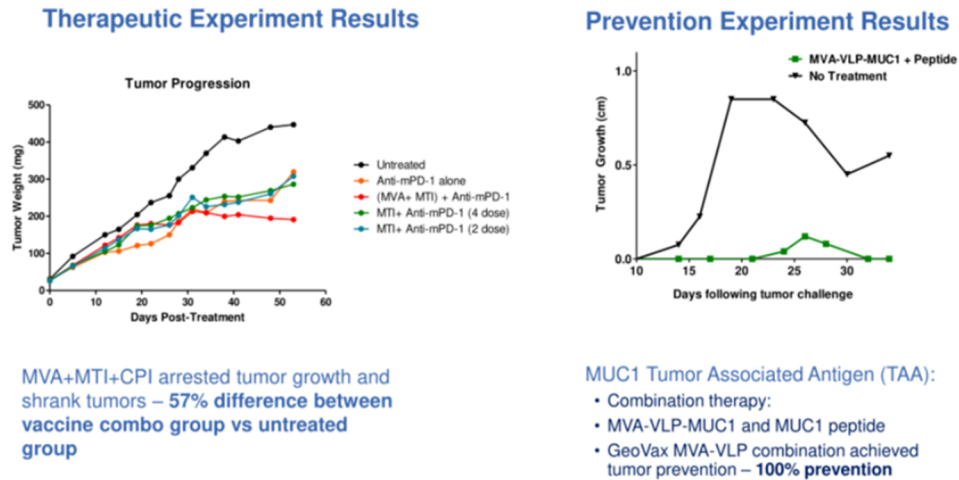 Therapeutic Experiment Results
Tumor Progression
Tumor Weight (mg)
500
400
300
200
100
0
0 10 20 30 40 50 60
Days Post-Treatment
Untreated
Anti-mPD-1 alone
(MVA+ MTI) + Anti-mPD-1
MTI+ Anti-mPD-1 (4 dose)
MTI+ Anti-mPD-1 (2 dose)
MVA+MTI+CPI arrested tumor growth and
shrank tumors – 57% difference between
vaccine combo group vs untreated
group
Prevention Experiment Results
MVA-VLP-MUC1 + Peptide
No Treatment
Tumor Growth (cm)
1.0
0.5
0.0
10 15 20 25 30
Days following tumor challenge
MUC1 Tumor Associated Antigen (TAA):
• Combination therapy:
• MVA-VLP-MUC1 and MUC1 peptide
• GeoVax MVA-VLP combination achieved
tumor prevention – 100% prevention